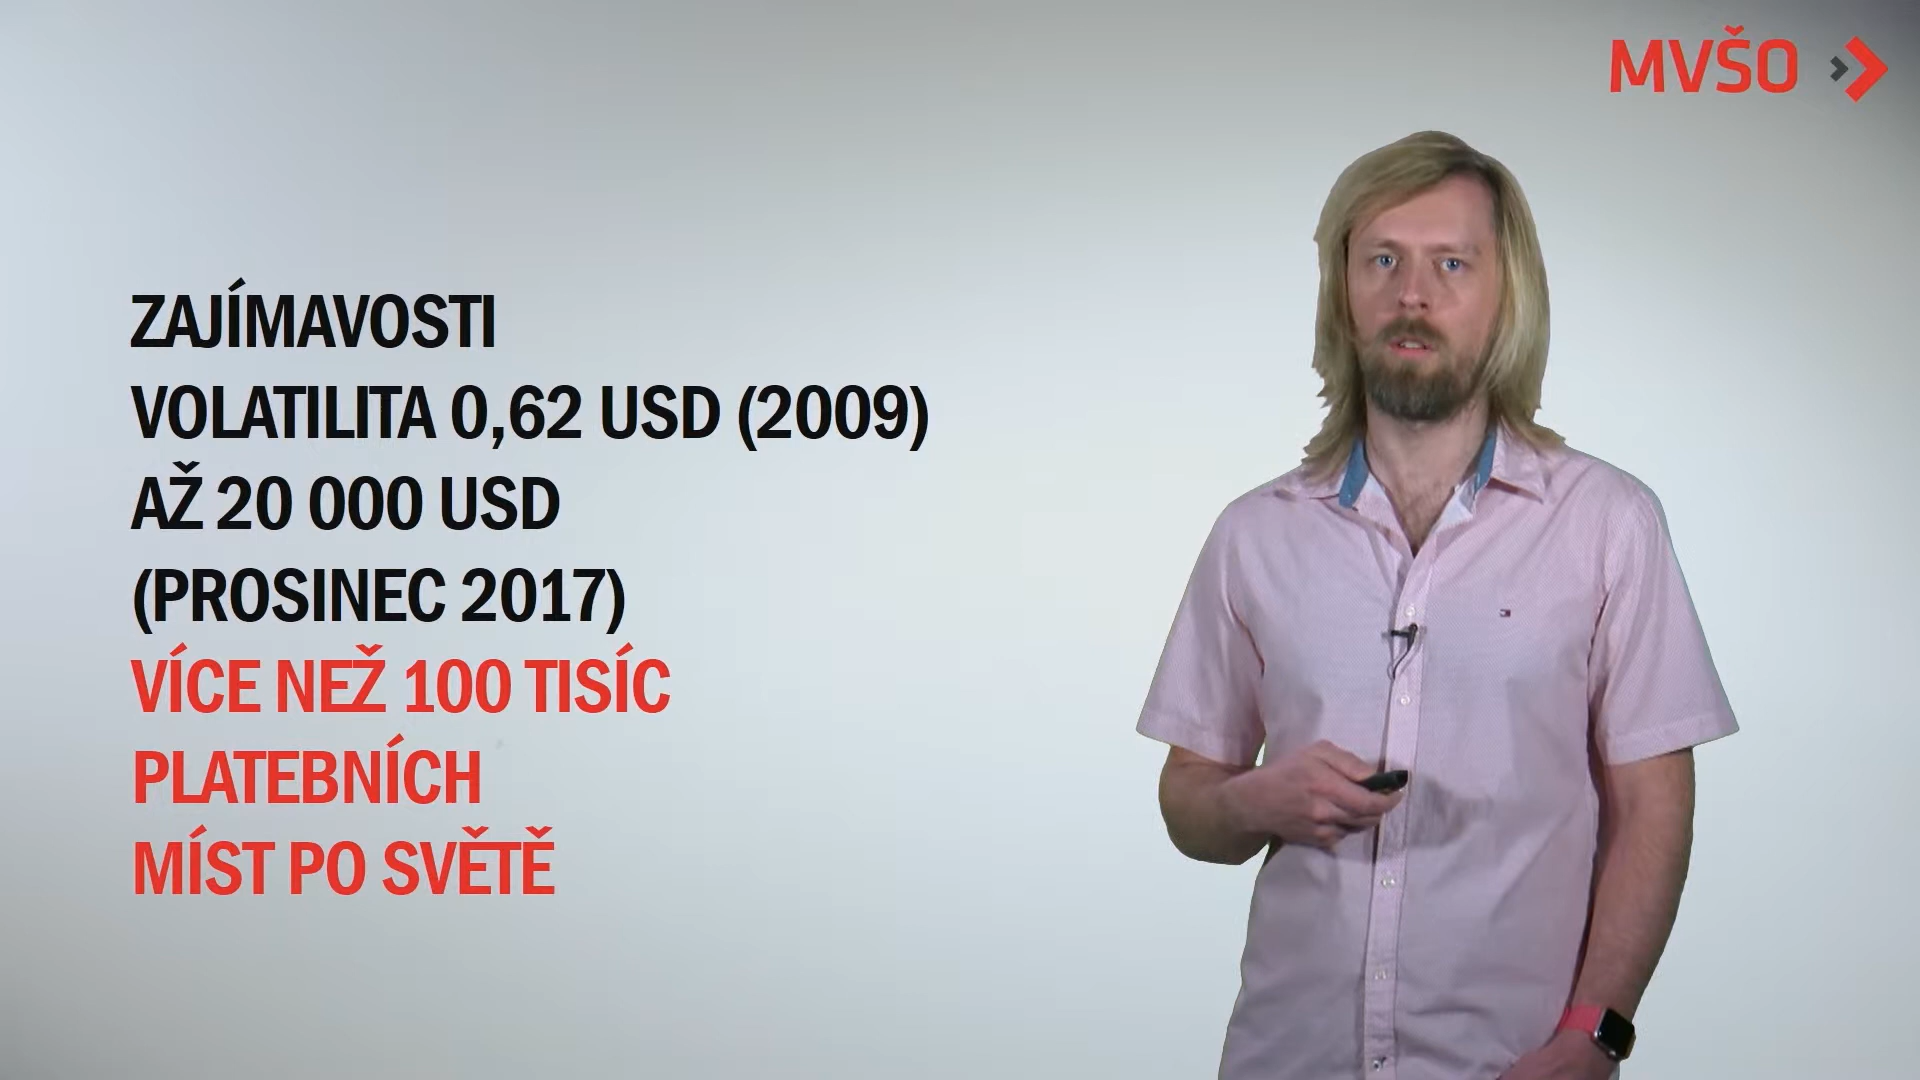 MVŠO
ZAJÍMAVOSTI
VOLATILITA 0,62 USD (2009)
AŽ 20 000 USD
(PROSINEC 2017)
VÍCE NEŽ 100 TISÍC
PLATEBNÍCH
MÍST PO SVĚTĚ